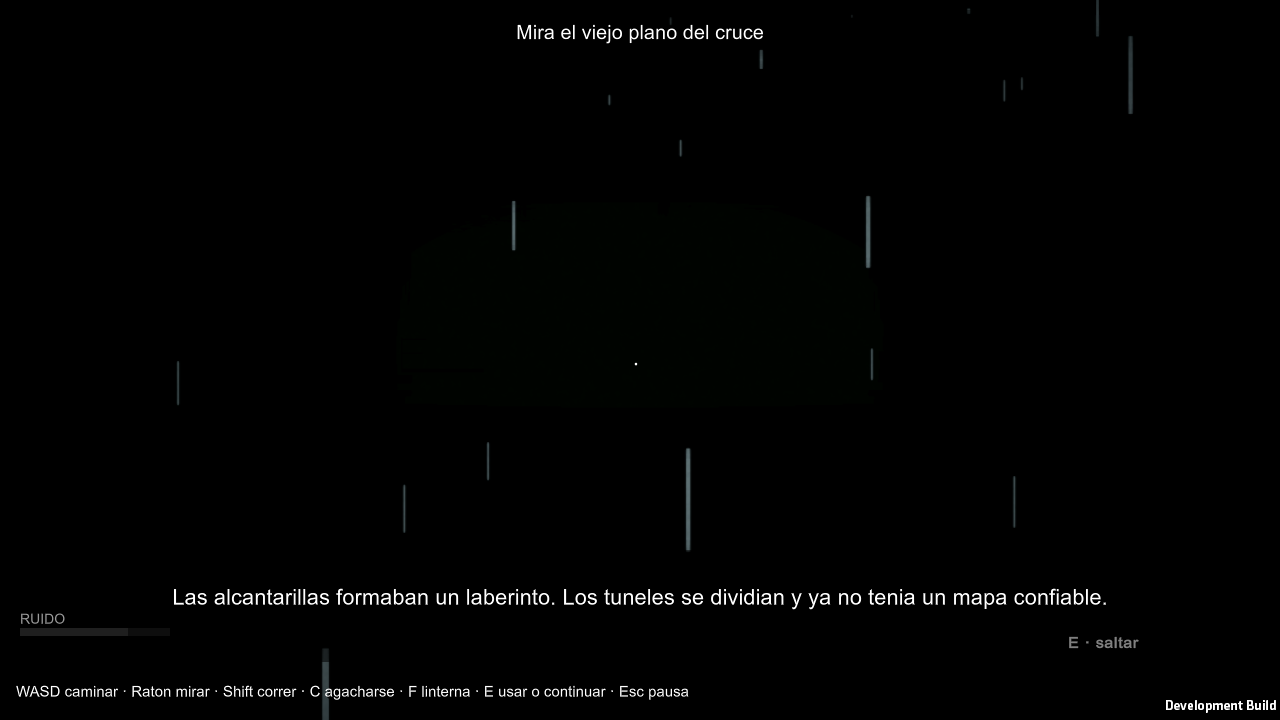 Mira el viejo plano del cruce
Las alcantarillas formaban un laberinto. Los tuneles se dividian y ya no tenia un mapa confiable.
RUIDO
E · saltar
WASD caminar · Raton mirar · Shift correr · C agacharse · F linterna · E usar o continuar · Esc pausa
Development Build